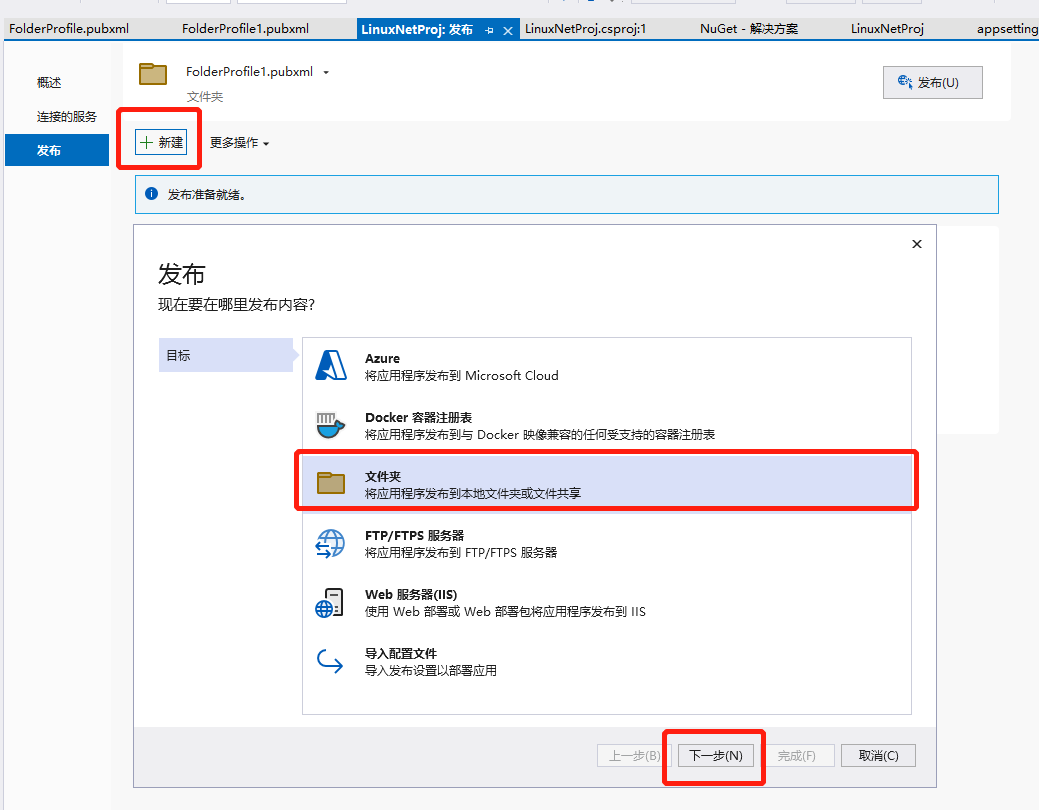 FolderProfile.pubxml FolderProfile1.pubxml LinuxNetProj: 发布 LinuxNetProj.csproj:1 NuGet - 解决方案 LinuxNetProj appsetting
概述
连接的服务
发布
FolderProfile1.pubxml
文件夹
发布(U)
新建 更多操作
发布准备就绪。
发布
现在要在哪里发布内容?
目标
Azure
将应用程序发布到 Microsoft Cloud
Docker 容器注册表
将应用程序发布到与 Docker 映像兼容的任何受支持的容器注册表
文件夹
将应用程序发布到本地文件夹或文件共享
FTP/FTPS 服务器
将应用程序发布到 FTP/FTPS 服务器
Web 服务器(IIS)
使用 Web 部署或 Web 部署包将应用程序发布到 IIS
导入配置文件
导入发布设置以部署应用
上一步(B) 下一步(N) 完成(F) 取消(C)